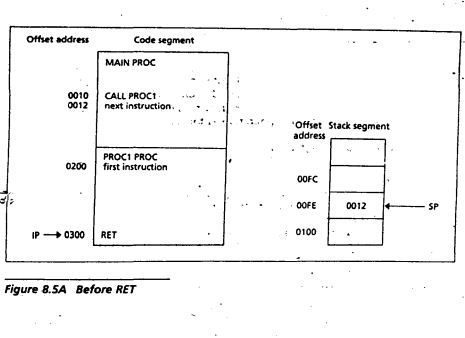 Offset address Code segment
MAIN PROC
0010 CALL PROC1
0012 next instruction
Offset Stack segment
address
PROC1 PROC
0200 first instruction
00FC
00FE 0012 SP
0100
IP 0300 RET
Figure 8.5A Before RET